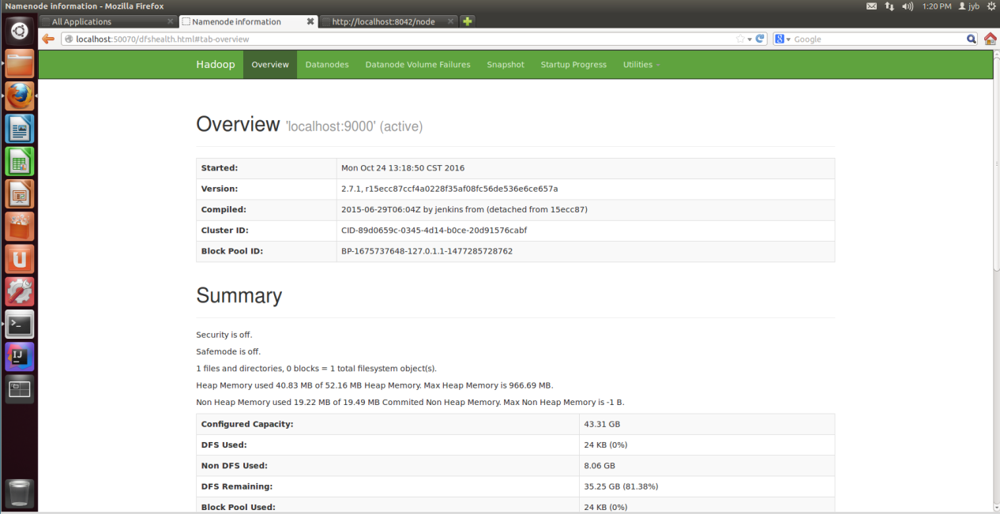 Namenode information - Mozilla Firefox
1:20 PM jyb
All Applications
Namenode information
http://localhost:8042/node
localhost:50070/dfshealth.html#tab-overview
Google
Hadoop Overview Datanodes Datanode Volume Failures Snapshot Startup Progress Utilities
Overview 'localhost:9000' (active)
Started: Mon Oct 24 13:18:50 CST 2016
Version: 2.7.1, r15ecc87ccf4a0228f35af08fc56de536e6ce657a
Compiled: 2015-06-29T06:04Z by jenkins from (detached from 15ecc87)
Cluster ID: CID-89d0659c-0345-4d14-b0ce-20d91576cabf
Block Pool ID: BP-1675737648-127.0.1.1-1477285728762
Summary
Security is off.
Safemode is off.
1 files and directories, 0 blocks = 1 total filesystem object(s).
Heap Memory used 40.83 MB of 52.16 MB Heap Memory. Max Heap Memory is 966.69 MB.
Non Heap Memory used 19.22 MB of 19.49 MB Commited Non Heap Memory. Max Non Heap Memory is -1 B.
Configured Capacity: 43.31 GB
DFS Used: 24 KB (0%)
Non DFS Used: 8.06 GB
DFS Remaining: 35.25 GB (81.38%)
Block Pool Used: 24 KB (0%)